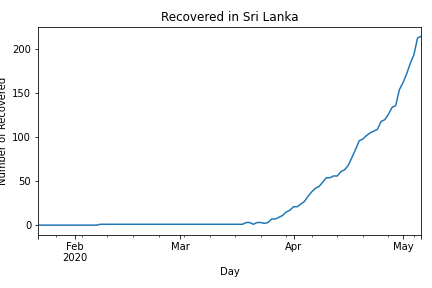 Recovered in Sri Lanka
Number of Recovered
200
150
100
50
0
Feb
2020
Mar
Apr
May
Day